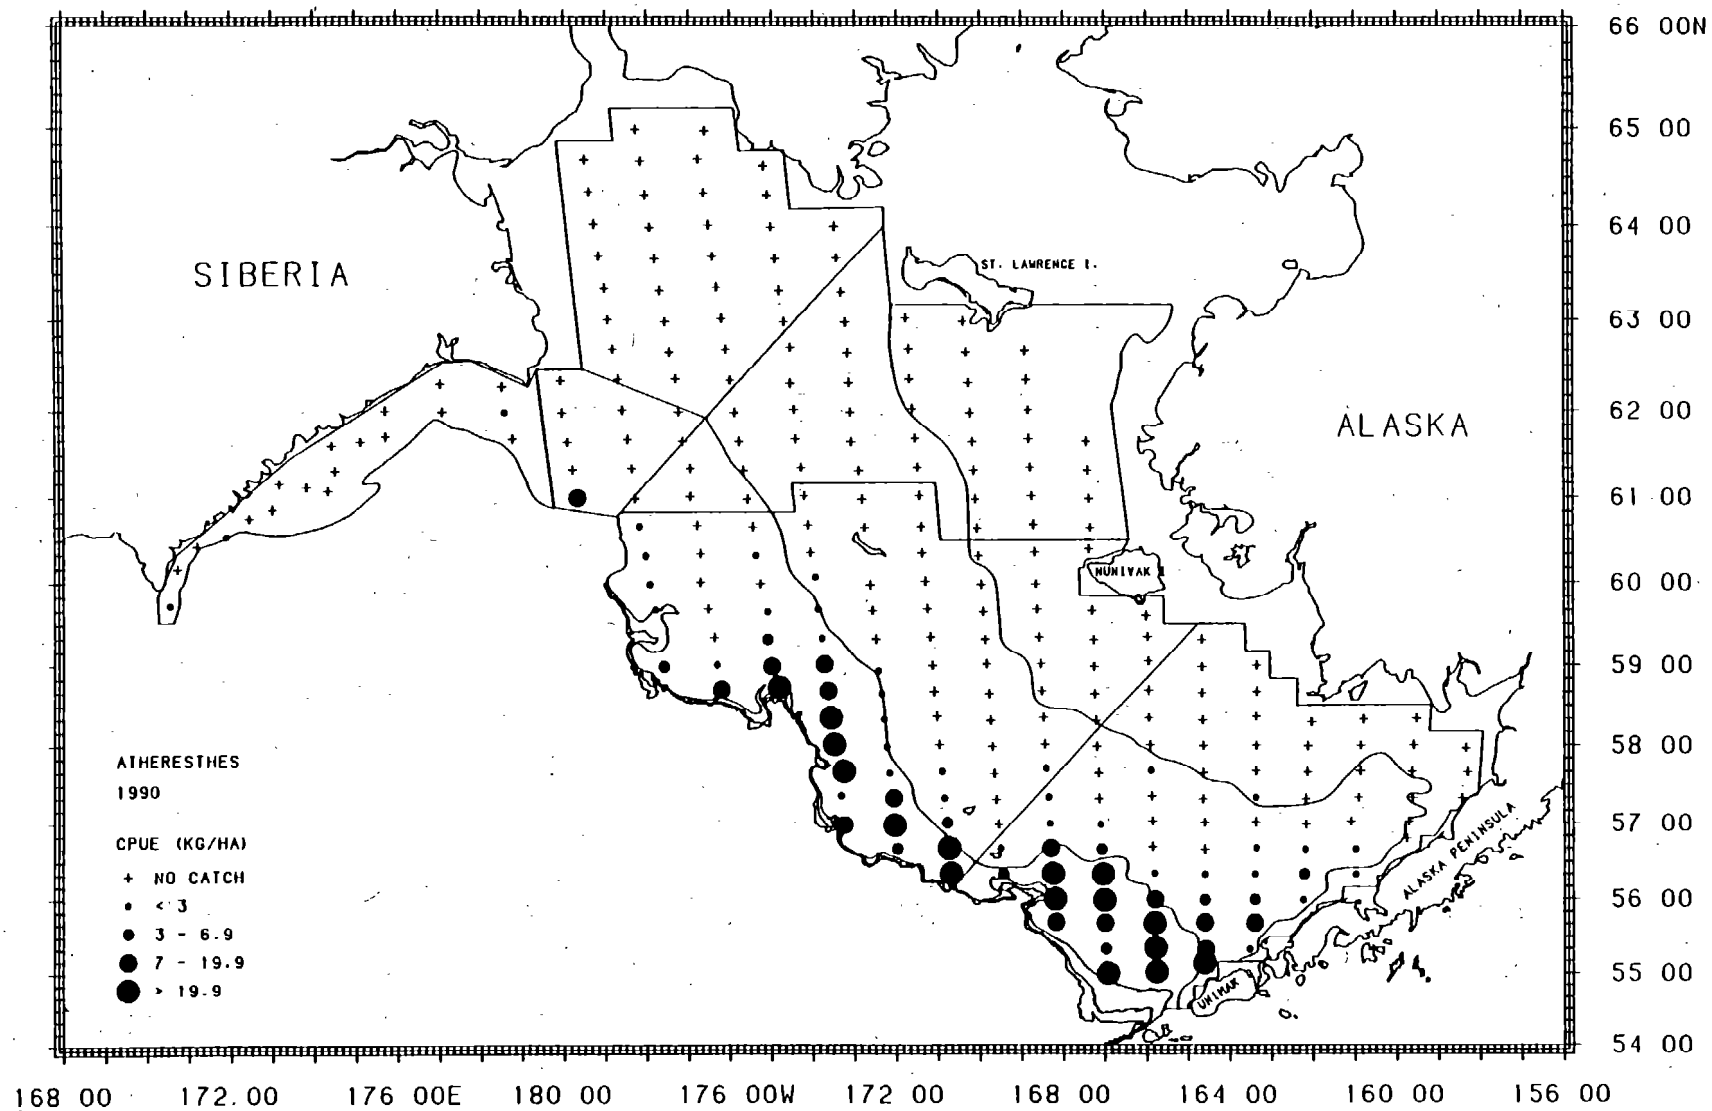 66 00N
65 00
64 00
63 00
62 00
61 00
60 00
59 00
58 00
57 00
56 00
55 00
54 00
SIBERIA
ST. LAWRENCE I.
ALASKA
NUNIVAK I
ALASKA PENINSULA
UNIMAK
ATHERESTHES
1990
CPUE (KG/HA)
+ NO CATCH
< 3
3 - 6.9
7 - 19.9
> 19.9
168 00 172.00 176 00E 180 00 176 00W 172 00 168 00 164 00 160 00 156 00